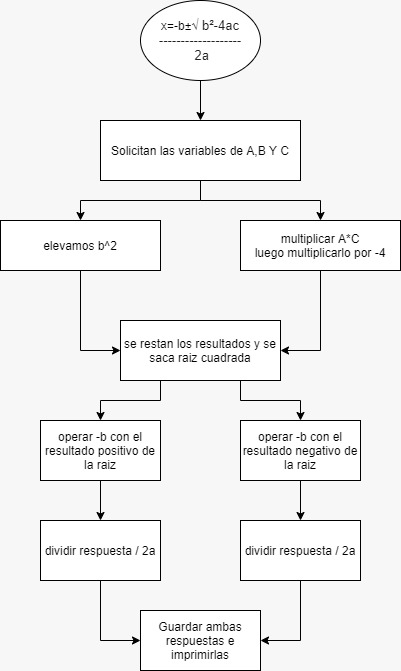 x=-b±√ b²-4ac
-------------------
2a
Solicitan las variables de A,B Y C
elevamos b^2
multiplicar A*C
luego multiplicarlo por -4
se restan los resultados y se
saca raiz cuadrada
operar -b con el
resultado positivo de
la raiz
operar -b con el
resultado negativo de
la raiz
dividir respuesta / 2a
dividir respuesta / 2a
Guardar ambas
respuestas e
imprimirlas